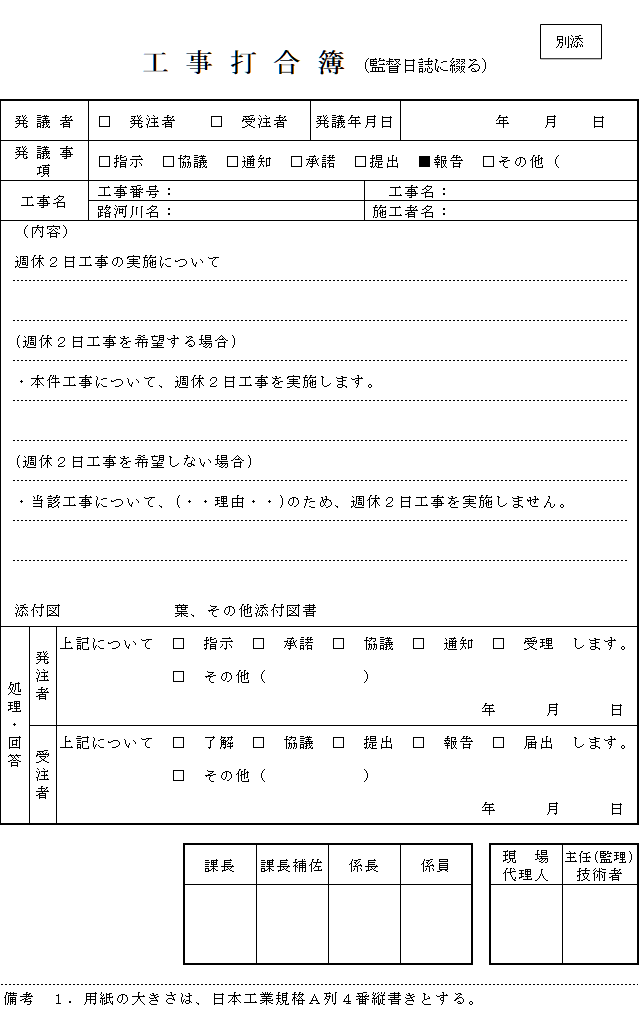 別添
工事打合簿 (監督日誌に綴る)
発議者 □ 発注者 □ 受注者 発議年月日 年 月 日
発議事項 □指示 □協議 □通知 □承諾 □提出 ■報告 □その他(
工事名 工事番号： 工事名：
路河川名： 施工者名：
(内容)
週休２日工事の実施について
(週休２日工事を希望する場合)
・本件工事について、週休２日工事を実施します。
(週休２日工事を希望しない場合)
・当該工事について、(・・理由・・)のため、週休２日工事を実施しません。
添付図 葉、その他添付図書
処理・回答
発注者 上記について □ 指示 □ 承諾 □ 協議 □ 通知 □ 受理 します。
□ その他( )
年 月 日
受注者 上記について □ 了解 □ 協議 □ 提出 □ 報告 □ 届出 します。
□ その他( )
年 月 日
課長 課長補佐 係長 係員 現場代理人 主任(監理)技術者
備考 １．用紙の大きさは、日本工業規格Ａ列４番縦書きとする。